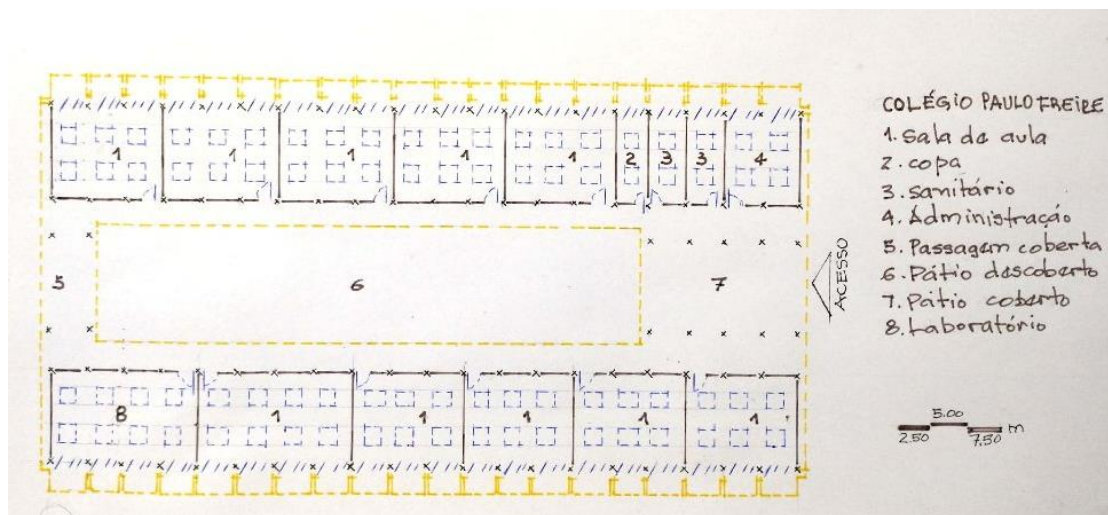 1 1 1 1 1 2 3 3 4
5 6 7
ACESSO
8 1 1 1 1 1
COLÉGIO PAULO FREIRE
1. Sala de aula
2. copa
3. sanitário
4. Administração
5. Passagem coberta
6. Pátio descoberto
7. Pátio coberto
8. Laboratório
2.50 5.00 7.50 m